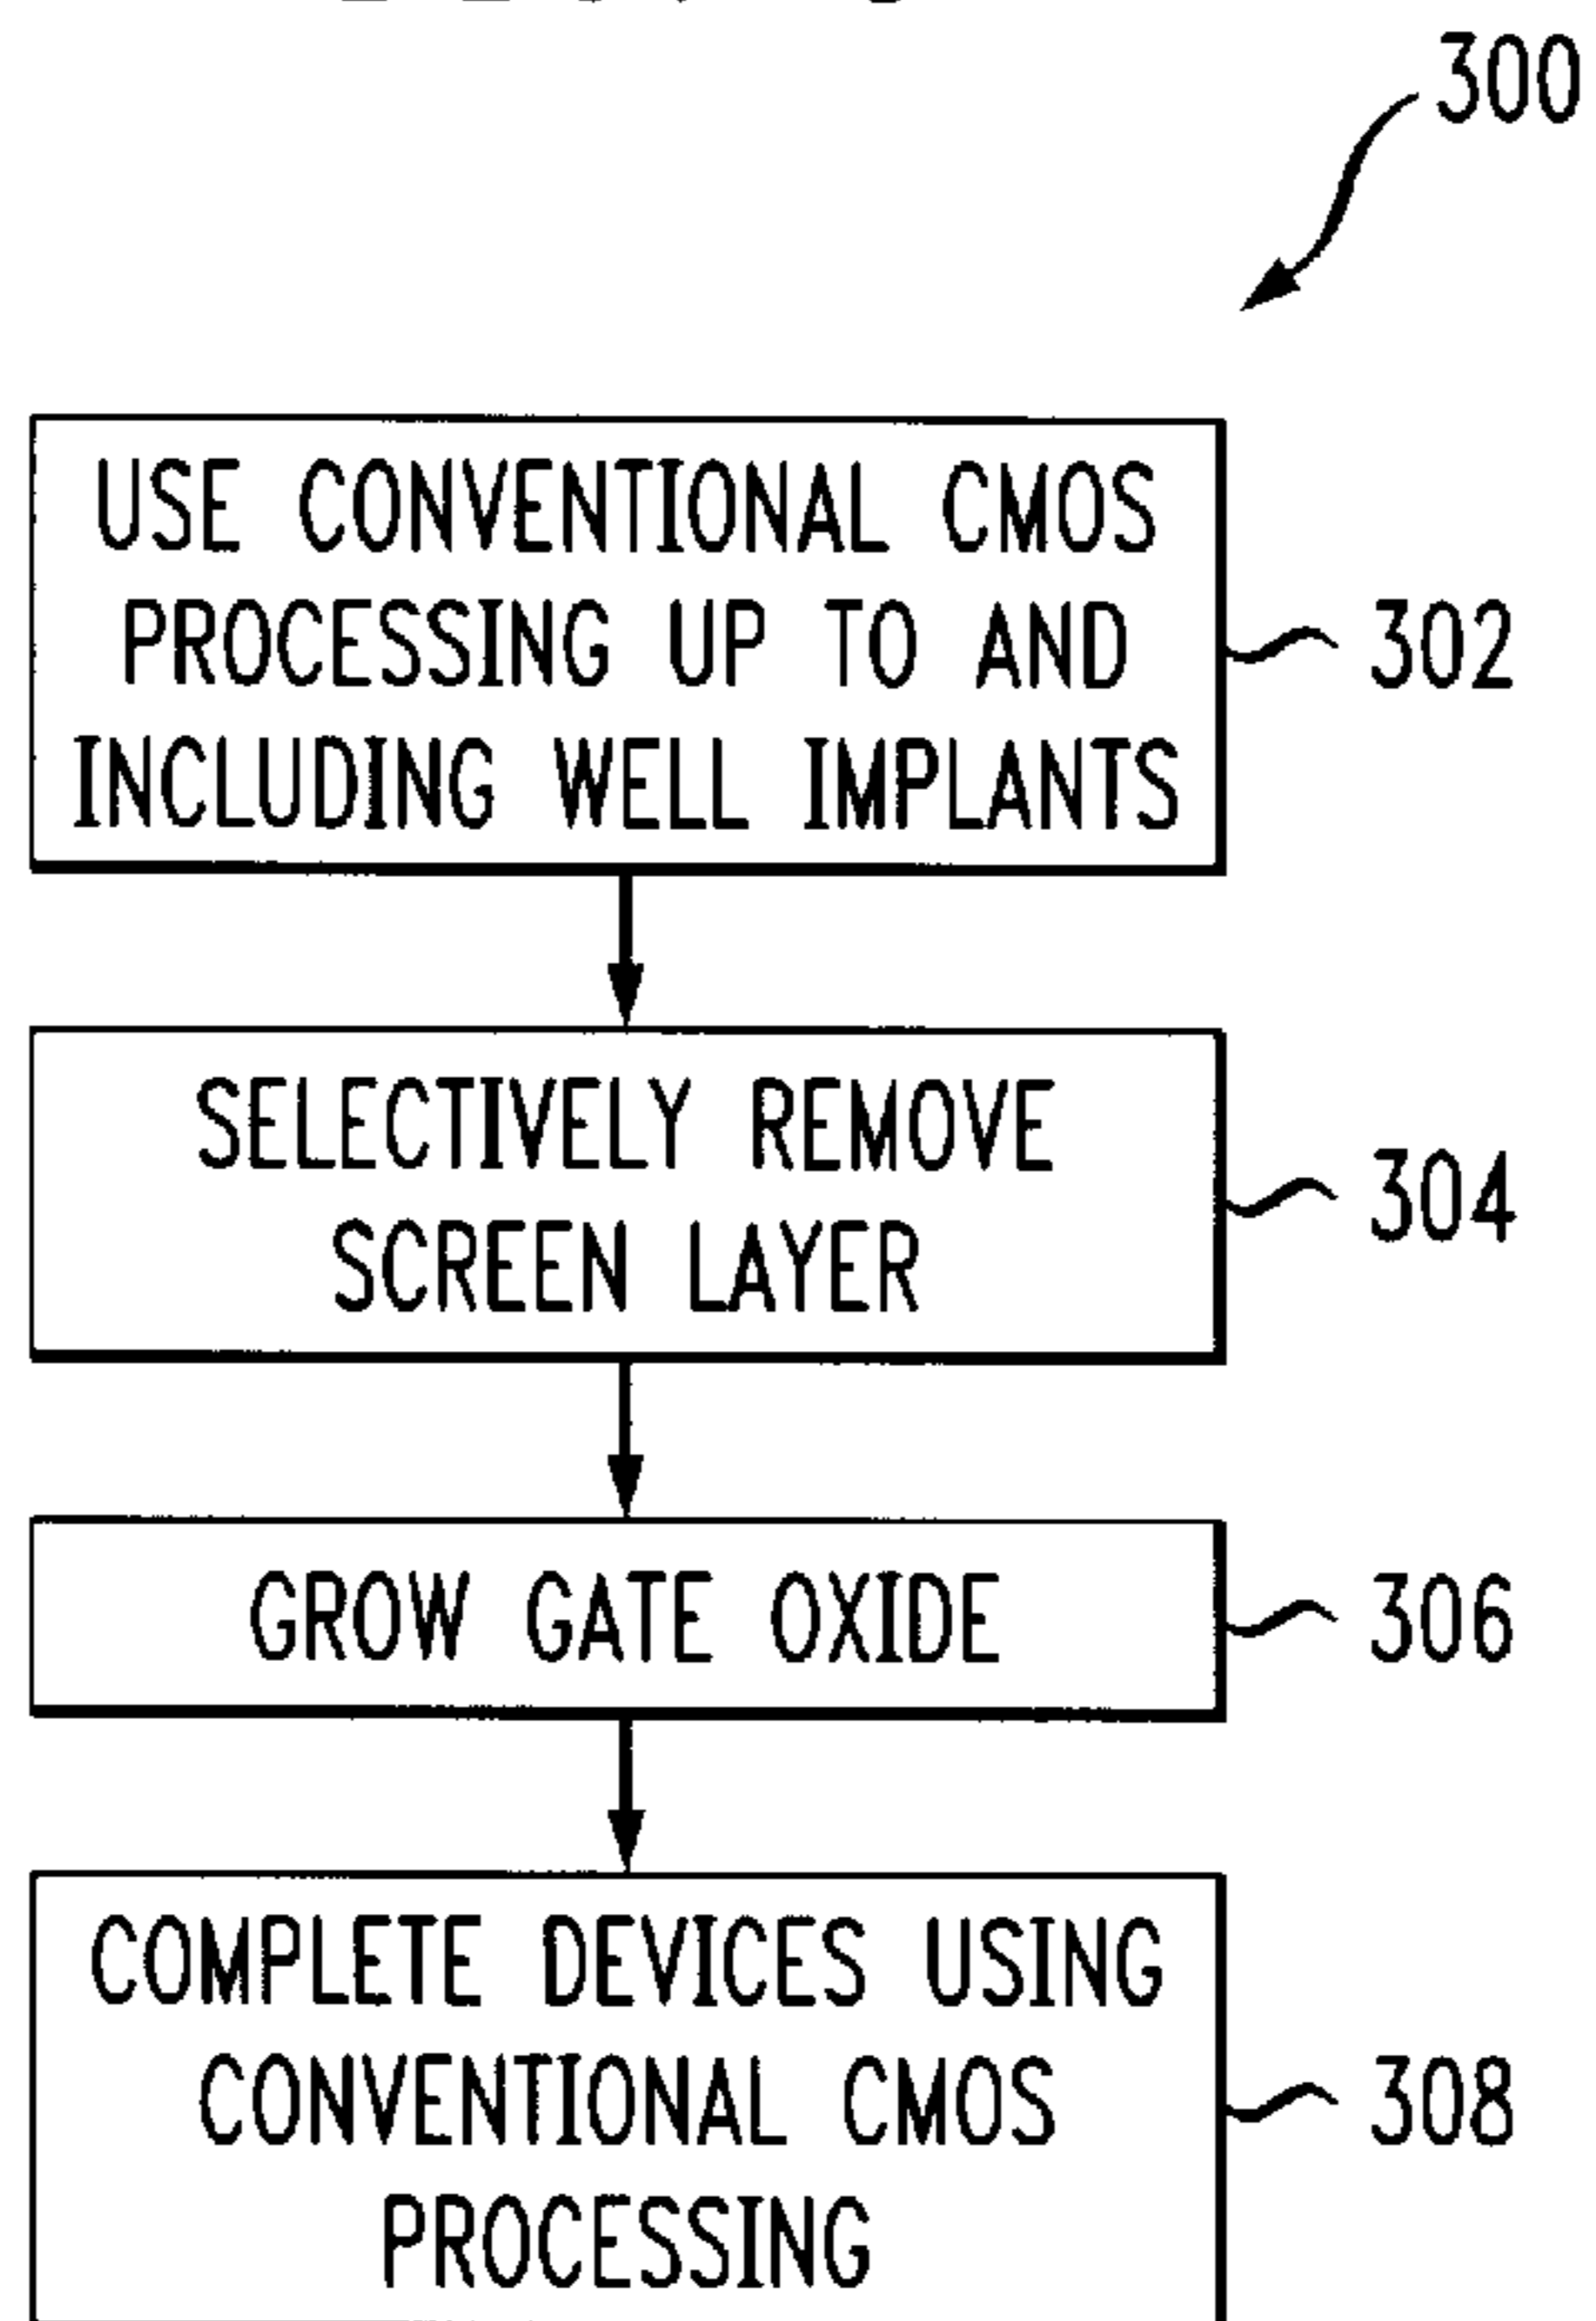 300
USE CONVENTIONAL CMOS
PROCESSING UP TO AND
INCLUDING WELL IMPLANTS
302
SELECTIVELY REMOVE
SCREEN LAYER
304
GROW GATE OXIDE
306
COMPLETE DEVICES USING
CONVENTIONAL CMOS
PROCESSING
308